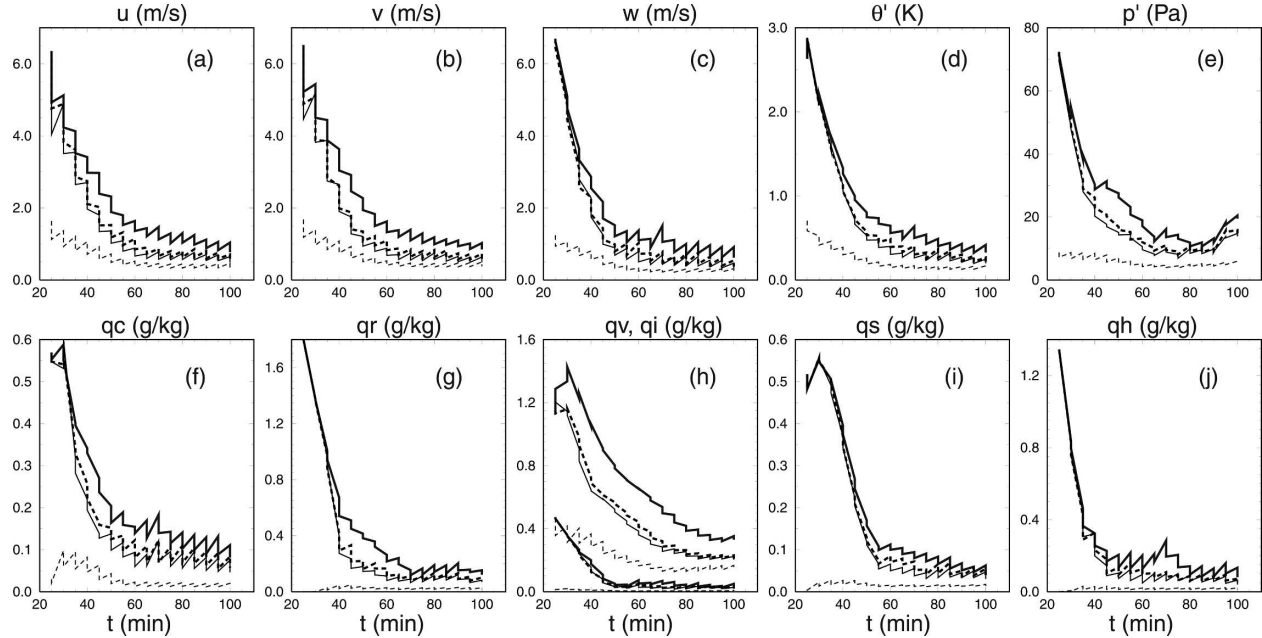 u (m/s) v (m/s) w (m/s) θ' (K) p' (Pa)
(a) (b) (c) (d) (e)
6.0 6.0 6.0 3.0 80
4.0 4.0 4.0 2.0 60
40
2.0 2.0 2.0 1.0 20
0.0 0.0 0.0 0.0 0
20 40 60 80 100 20 40 60 80 100 20 40 60 80 100 20 40 60 80 100 20 40 60 80 100
qc (g/kg) qr (g/kg) qv, qi (g/kg) qs (g/kg) qh (g/kg)
(f) (g) (h) (i) (j)
0.6 1.6 0.6
0.5 1.6 0.5 1.2
0.4 1.2 1.2 0.4
0.3 0.8 0.3 0.8
0.2 0.8 0.2
0.1 0.4 0.4 0.1 0.4
0.0 0.0 0.0 0.0 0.0
20 40 60 80 100 20 40 60 80 100 20 40 60 80 100 20 40 60 80 100 20 40 60 80 100
t (min) t (min) t (min) t (min) t (min)